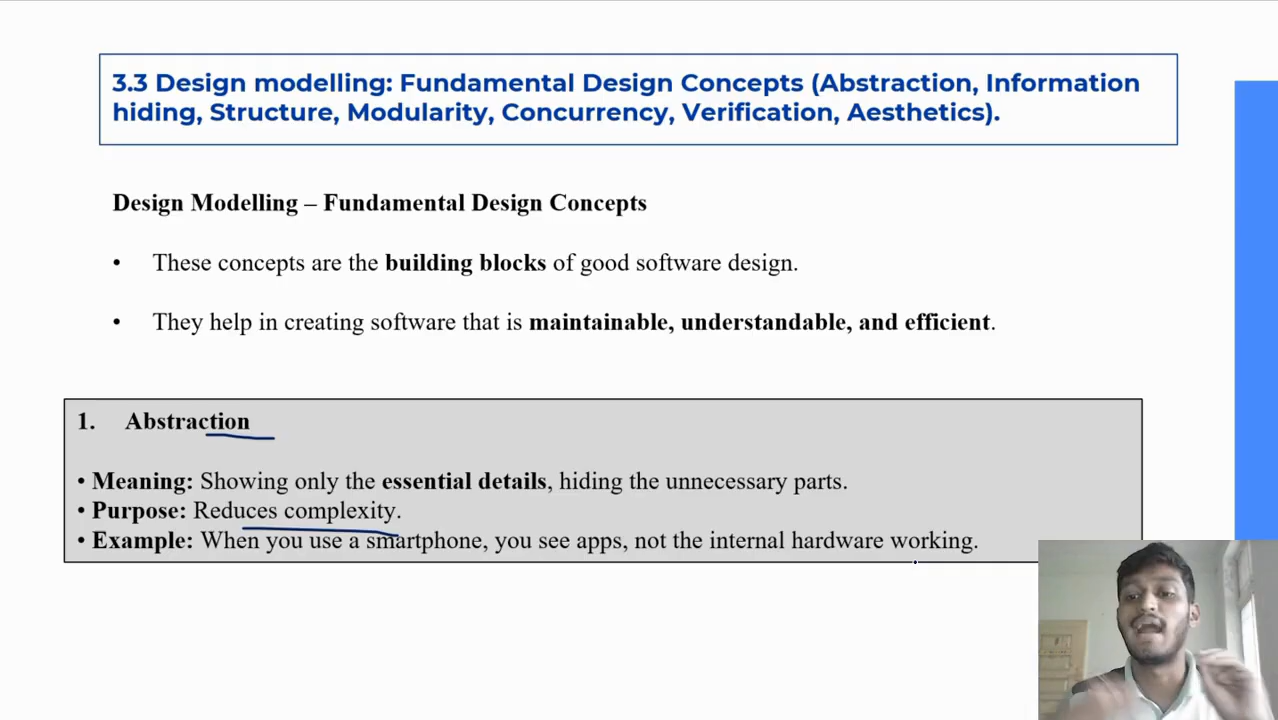 3.3 Design modelling: Fundamental Design Concepts (Abstraction, Information
hiding, Structure, Modularity, Concurrency, Verification, Aesthetics).
Design Modelling – Fundamental Design Concepts
• These concepts are the building blocks of good software design.
• They help in creating software that is maintainable, understandable, and efficient.
1. Abstraction
• Meaning: Showing only the essential details, hiding the unnecessary parts.
• Purpose: Reduces complexity.
• Example: When you use a smartphone, you see apps, not the internal hardware working.